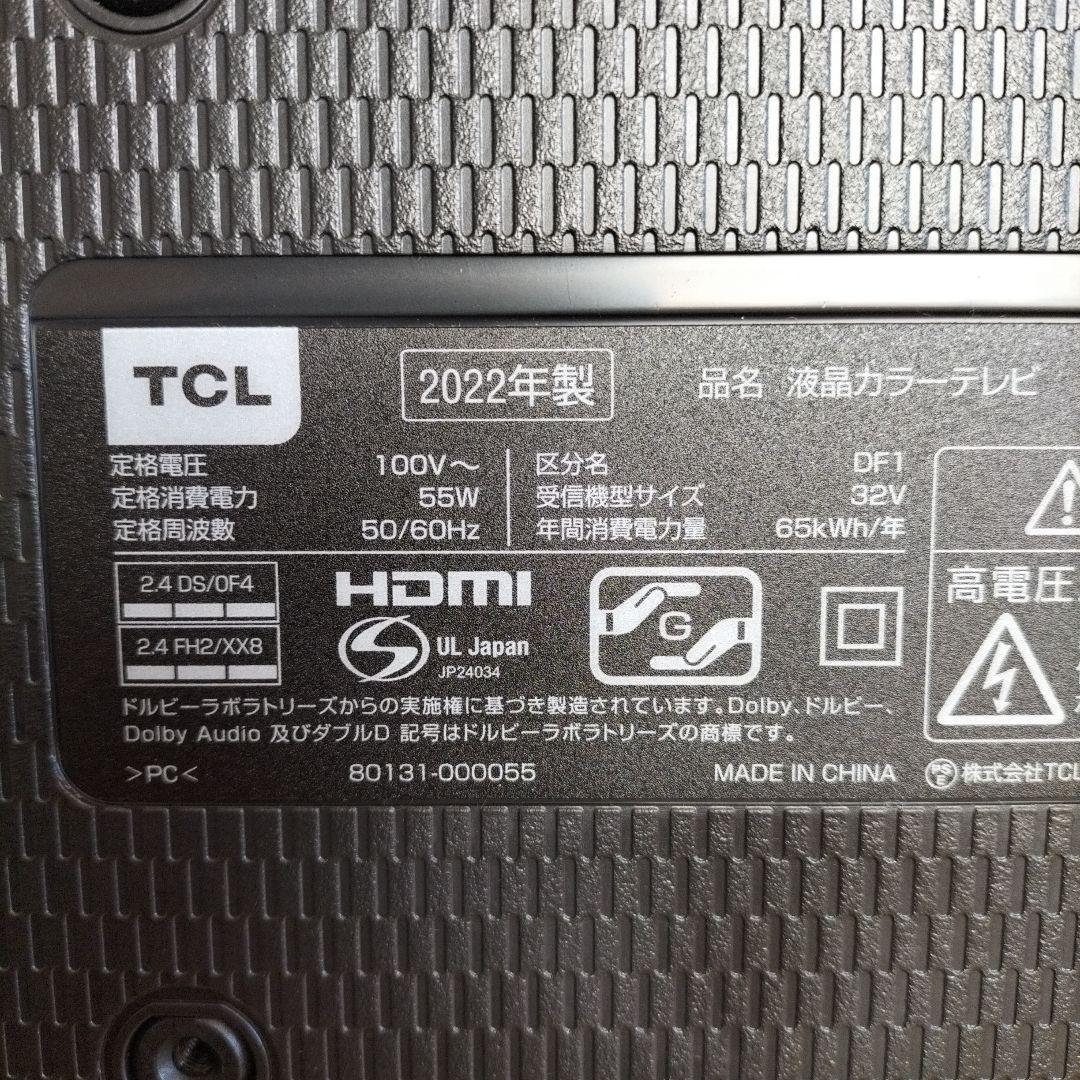 TCL
2022年製
品名 液晶カラーテレビ
定格電圧 100V～
定格消費電力 55W
定格周波数 50/60Hz
区分名 DF1
受信機型サイズ 32V
年間消費電力量 65kWh/年
2.4 DS/OF4
2.4 FH2/XX8
HDMI
S
UL Japan
JP24034
G
高電圧
ドルビーラボラトリーズからの実施権に基づき製造されています。Dolby、ドルビー、
Dolby Audio 及びダブルD 記号はドルビーラボラトリーズの商標です。
>PC<
80131-000055
MADE IN CHINA
PSE 株式会社TCL